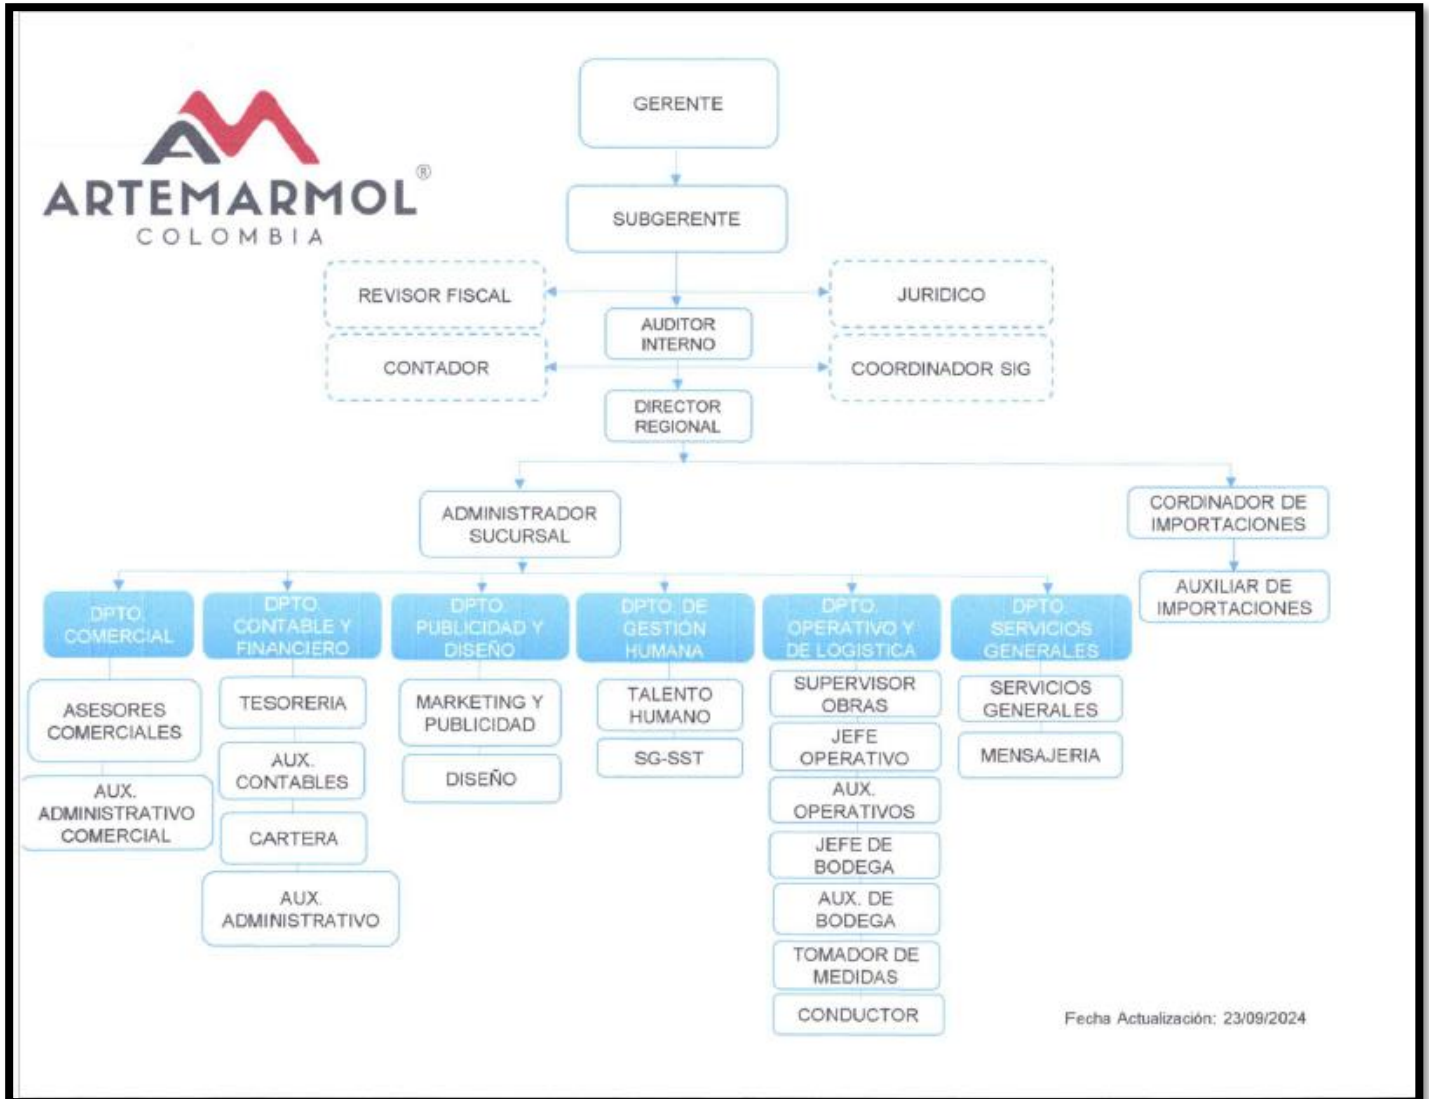 GERENTE
ARTEMARMOL®
COLOMBIA
SUBGERENTE
REVISOR FISCAL
JURIDICO
AUDITOR
INTERNO
CONTADOR
COORDINADOR SIG
DIRECTOR
REGIONAL
ADMINISTRADOR
SUCURSAL
CORDINADOR DE
IMPORTACIONES
AUXILIAR DE
IMPORTACIONES
DPTO.
COMERCIAL
DPTO.
CONTABLE Y
FINANCIERO
DPTO.
PUBLICIDAD Y
DISEÑO
DPTO. DE
GESTIÓN
HUMANA
DPTO.
OPERATIVO Y
DE LOGISTICA
DPTO.
SERVICIOS
GENERALES
ASESORES
COMERCIALES
AUX.
ADMINISTRATIVO
COMERCIAL
TESORERIA
AUX.
CONTABLES
CARTERA
AUX.
ADMINISTRATIVO
MARKETING Y
PUBLICIDAD
DISEÑO
TALENTO
HUMANO
SG-SST
SUPERVISOR
OBRAS
JEFE
OPERATIVO
AUX.
OPERATIVOS
JEFE DE
BODEGA
AUX. DE
BODEGA
TOMADOR DE
MEDIDAS
CONDUCTOR
SERVICIOS
GENERALES
MENSAJERIA
Fecha Actualización: 23/09/2024